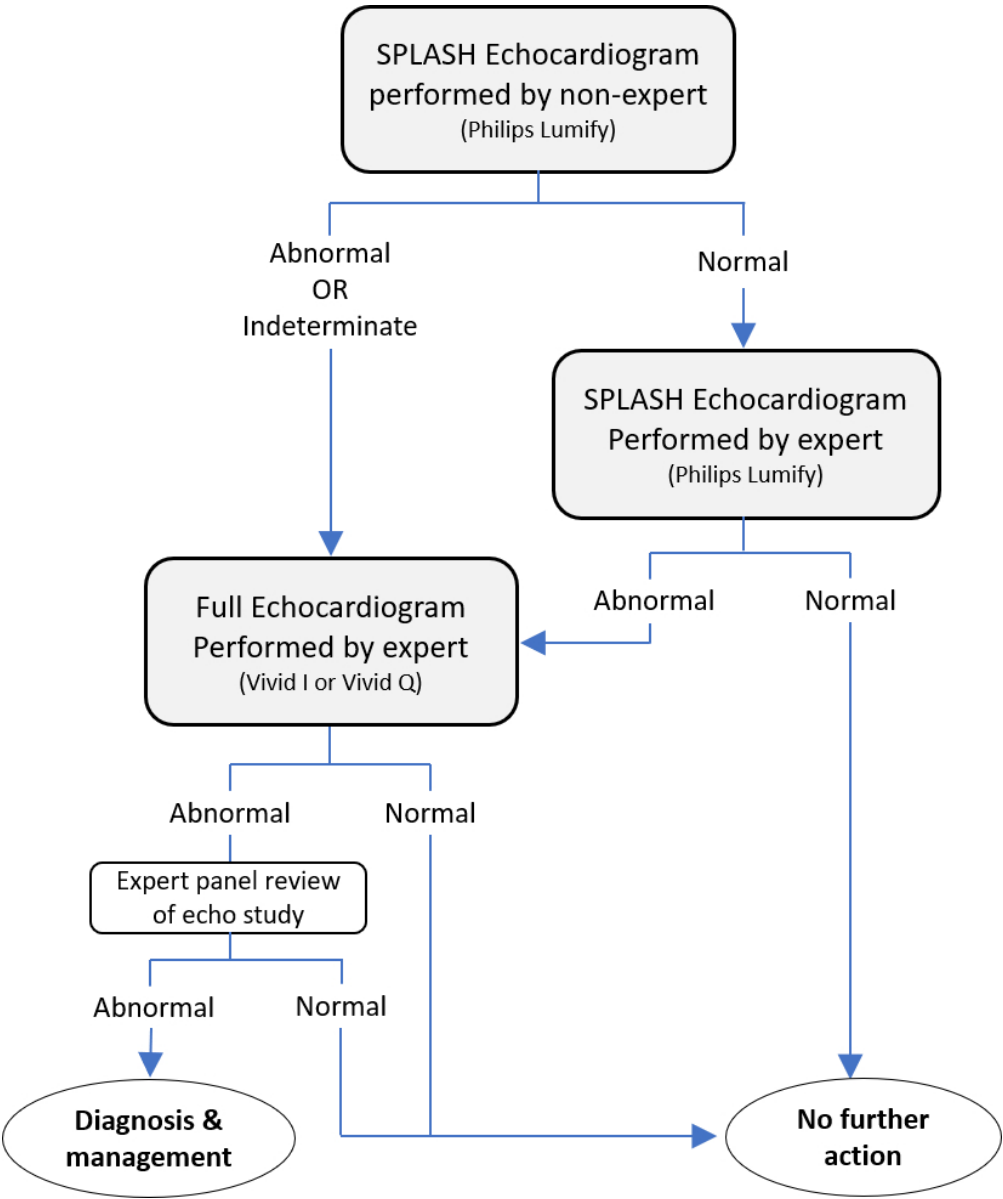 SPLASH Echocardiogram
performed by non-expert
(Philips Lumify)
Abnormal
OR
Indeterminate
Normal
SPLASH Echocardiogram
Performed by expert
(Philips Lumify)
Full Echocardiogram
Performed by expert
(Vivid I or Vivid Q)
Abnormal
Normal
Abnormal
Normal
Expert panel review
of echo study
Abnormal
Normal
Diagnosis &
management
No further
action